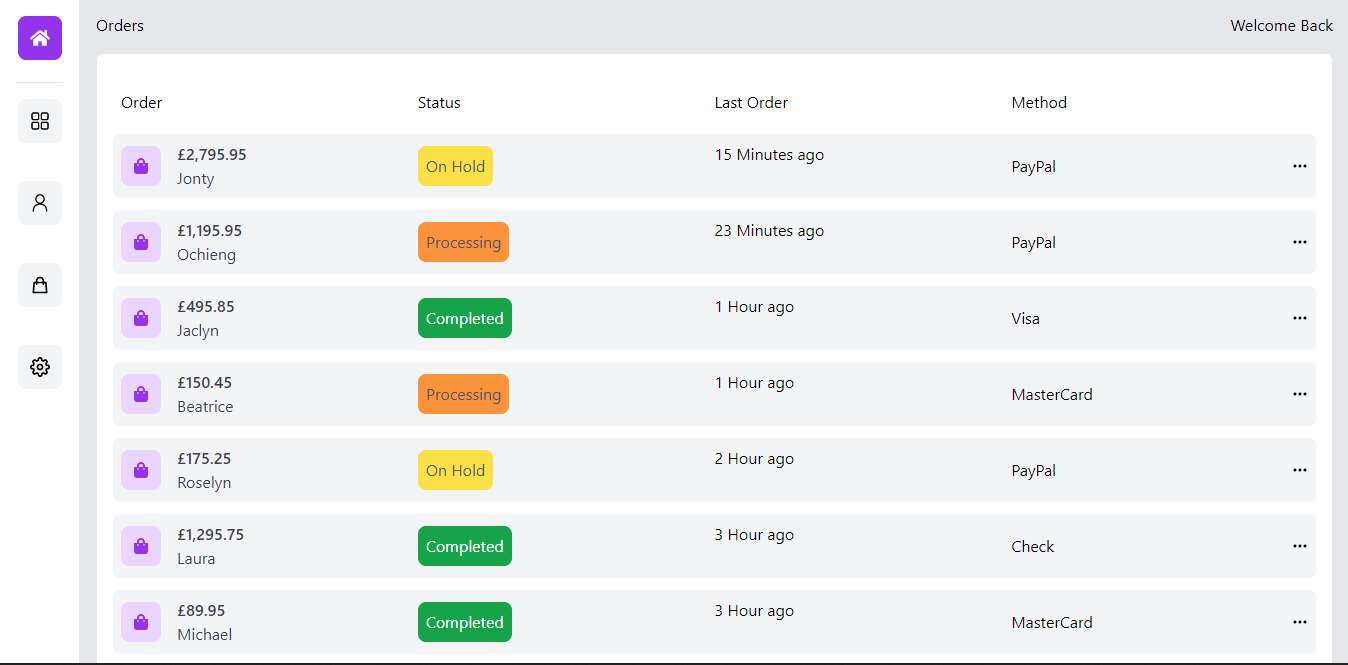 Orders
Welcome Back
Order Status Last Order Method
£2,795.95
Jonty
On Hold
15 Minutes ago
PayPal
£1,195.95
Ochieng
Processing
23 Minutes ago
PayPal
£495.85
Jaclyn
Completed
1 Hour ago
Visa
£150.45
Beatrice
Processing
1 Hour ago
MasterCard
£175.25
Roselyn
On Hold
2 Hour ago
PayPal
£1,295.75
Laura
Completed
3 Hour ago
Check
£89.95
Michael
Completed
3 Hour ago
MasterCard